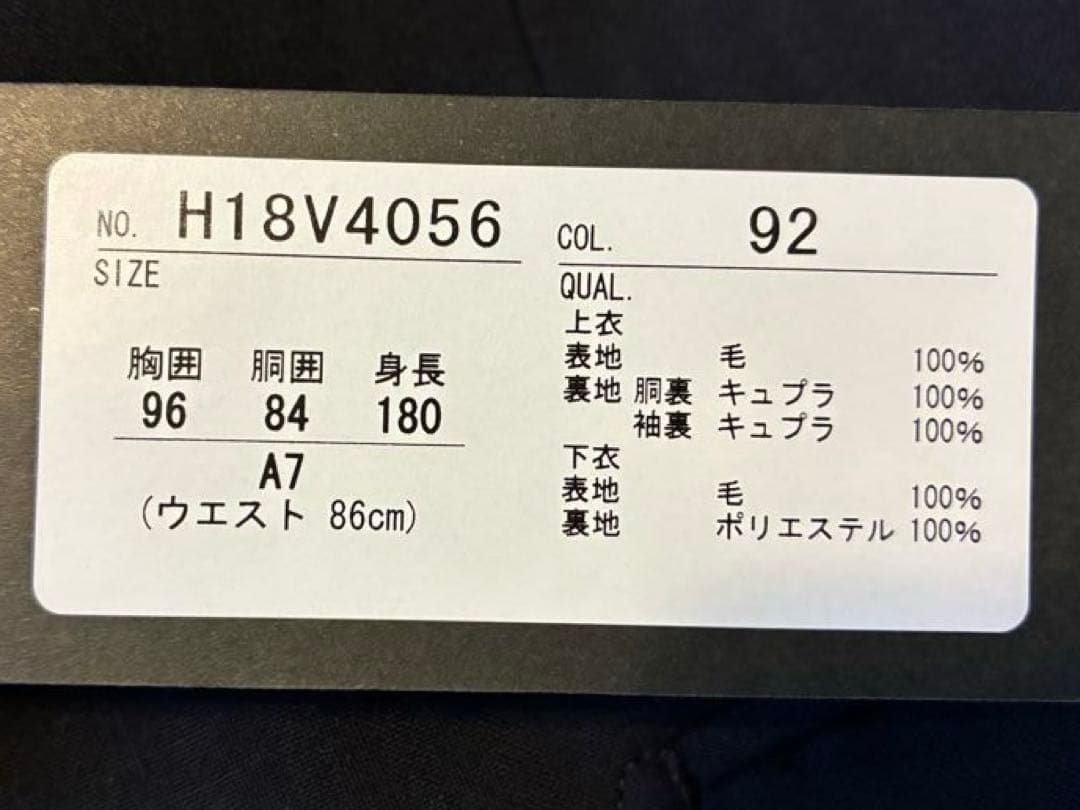 NO. H18V4056
SIZE
胸囲 胴囲 身長
96 84 180
A7
(ウエスト 86cm)
COL. 92
QUAL.
上衣
表地 毛 100%
裏地 胴裏 キュプラ 100%
袖裏 キュプラ 100%
下衣
表地 毛 100%
裏地 ポリエステル 100%